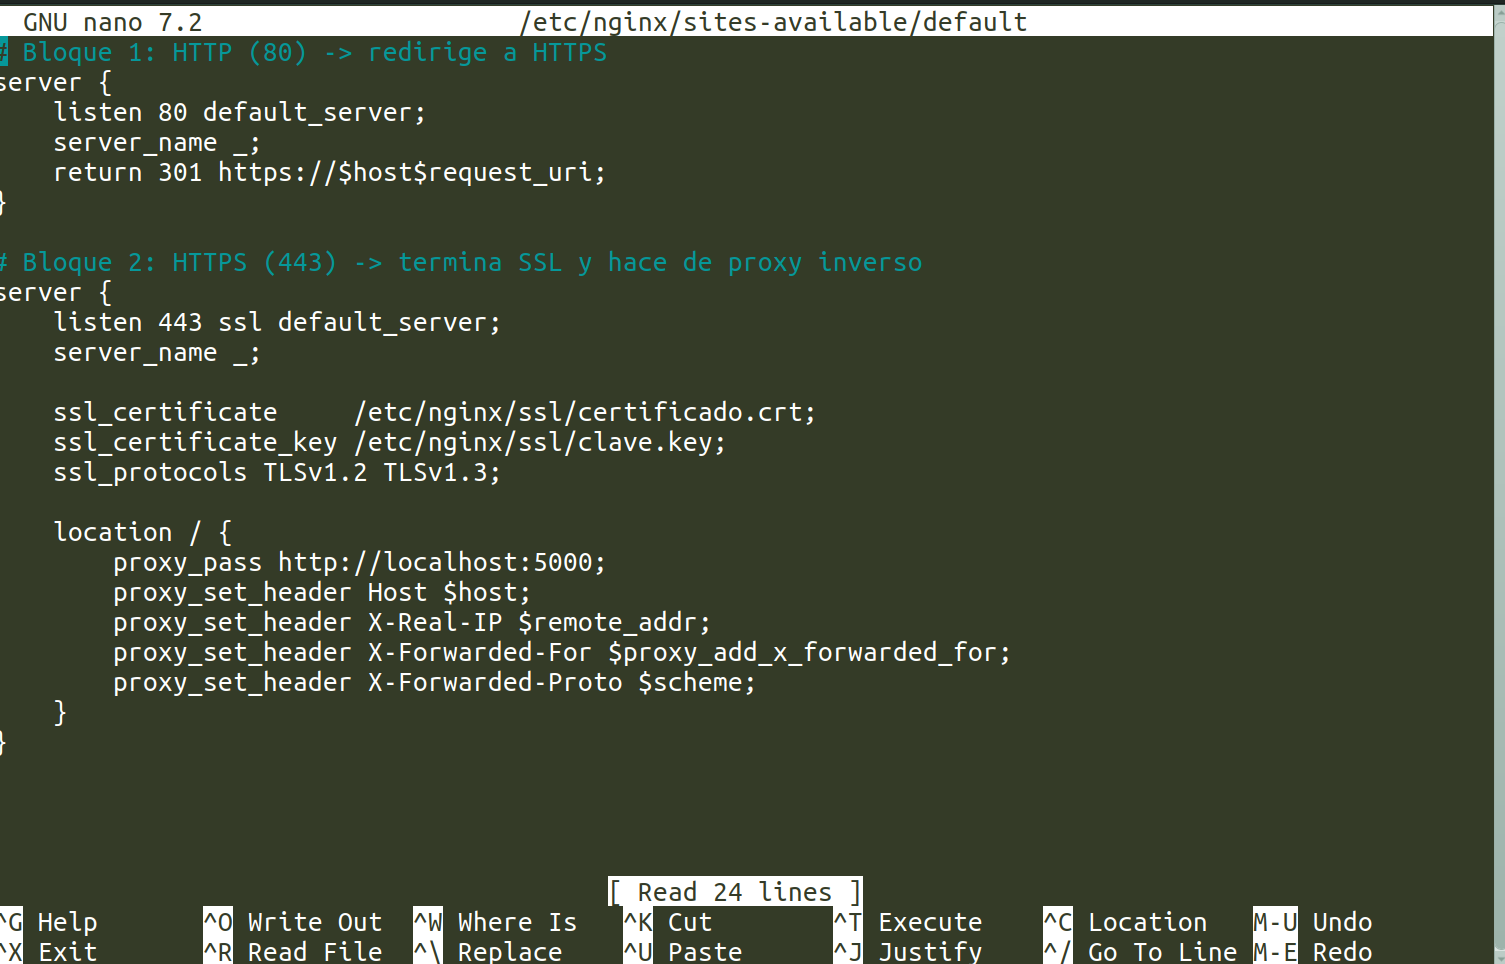 GNU nano 7.2 /etc/nginx/sites-available/default
# Bloque 1: HTTP (80) -> redirige a HTTPS
server {
    listen 80 default_server;
    server_name _;
    return 301 https://$host$request_uri;
}

# Bloque 2: HTTPS (443) -> termina SSL y hace de proxy inverso
server {
    listen 443 ssl default_server;
    server_name _;

    ssl_certificate     /etc/nginx/ssl/certificado.crt;
    ssl_certificate_key /etc/nginx/ssl/clave.key;
    ssl_protocols TLSv1.2 TLSv1.3;

    location / {
        proxy_pass http://localhost:5000;
        proxy_set_header Host $host;
        proxy_set_header X-Real-IP $remote_addr;
        proxy_set_header X-Forwarded-For $proxy_add_x_forwarded_for;
        proxy_set_header X-Forwarded-Proto $scheme;
    }
}

[ Read 24 lines ]
^G Help ^O Write Out ^W Where Is ^K Cut ^T Execute ^C Location M-U Undo
^X Exit ^R Read File ^\ Replace ^U Paste ^J Justify ^/ Go To Line M-E Redo